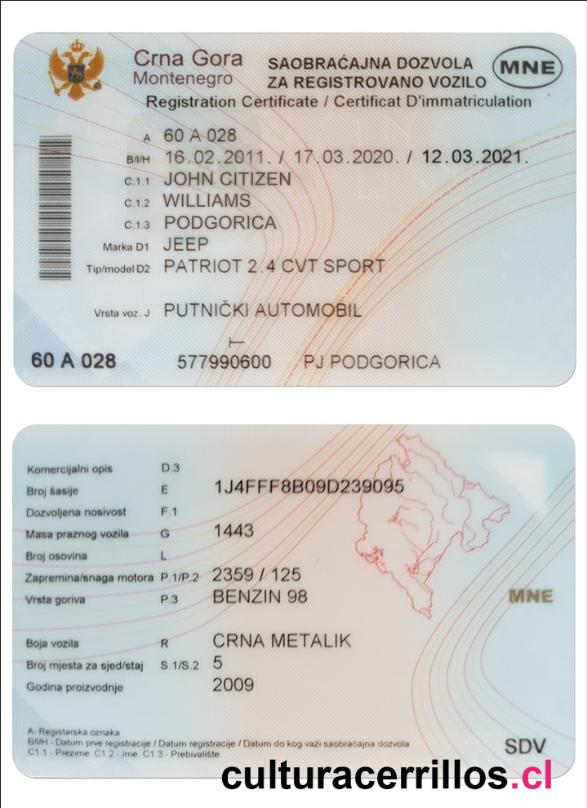 Crna Gora
Montenegro
SAOBRAĆAJNA DOZVOLA
ZA REGISTROVANO VOZILO
MNE
Registration Certificate / Certificat D'immatriculation
A 60 A 028
B/I/H 16.02.2011. / 17.03.2020. / 12.03.2021.
C.1.1 JOHN CITIZEN
C.1.2 WILLIAMS
C.1.3 PODGORICA
Marka D1 JEEP
Tip/model D2 PATRIOT 2.4 CVT SPORT
Vrsta voz. J PUTNIČKI AUTOMOBIL
60 A 028 577990600 PJ PODGORICA
Komercijalni opis D.3
Broj šasije E 1J4FFF8B09D239095
Dozvoljena nosivost F.1
Masa praznog vozila G 1443
Broj osovina L
Zapremina/snaga motora P.1/P.2 2359 / 125
Vrsta goriva P.3 BENZIN 98
MNE
Boja vozila R CRNA METALIK
Broj mjesta za sjed/staj S.1/S.2 5
Godina proizvodnje 2009
A- Registarska oznaka
B/I/H - Datum prve registracije / Datum registracije / Datum do kog važi saobraćajna dozvola
C1.1 - Prezime. C1.2 - Ime. C1.3 - Prebivalište
SDV
culturacerrillos.cl